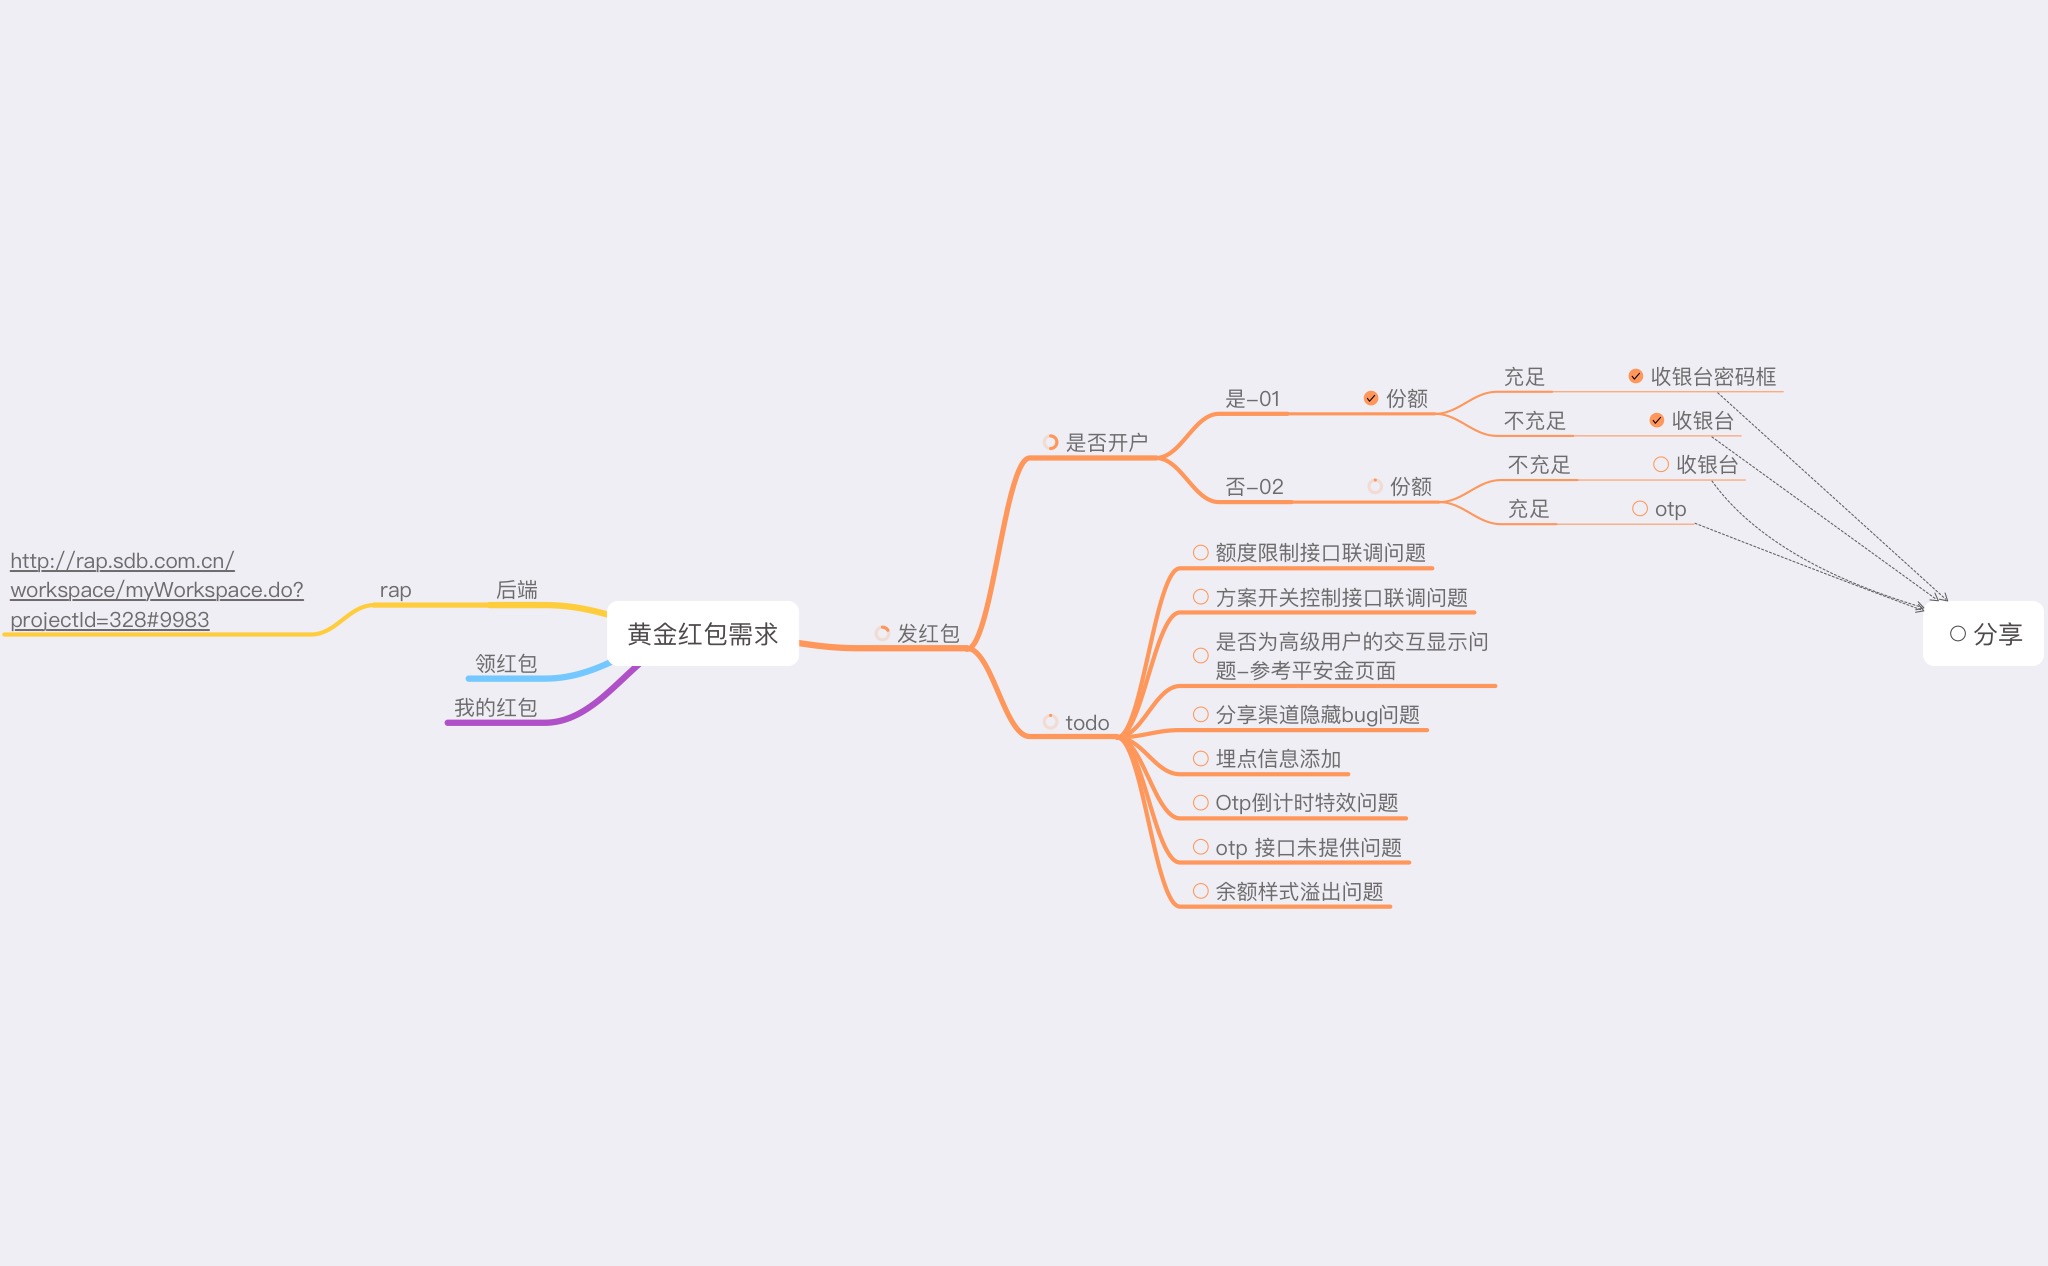 http://rap.sdb.com.cn/
workspace/myWorkspace.do?
projectId=328#9983
rap
后端
领红包
我的红包
黄金红包需求
发红包
是否开户
是–01
份额
充足
收银台密码框
不充足
收银台
否–02
份额
不充足
收银台
充足
otp
todo
额度限制接口联调问题
方案开关控制接口联调问题
是否为高级用户的交互显示问
题–参考平安金页面
分享渠道隐藏bug问题
埋点信息添加
Otp倒计时特效问题
otp 接口未提供问题
余额样式溢出问题
分享